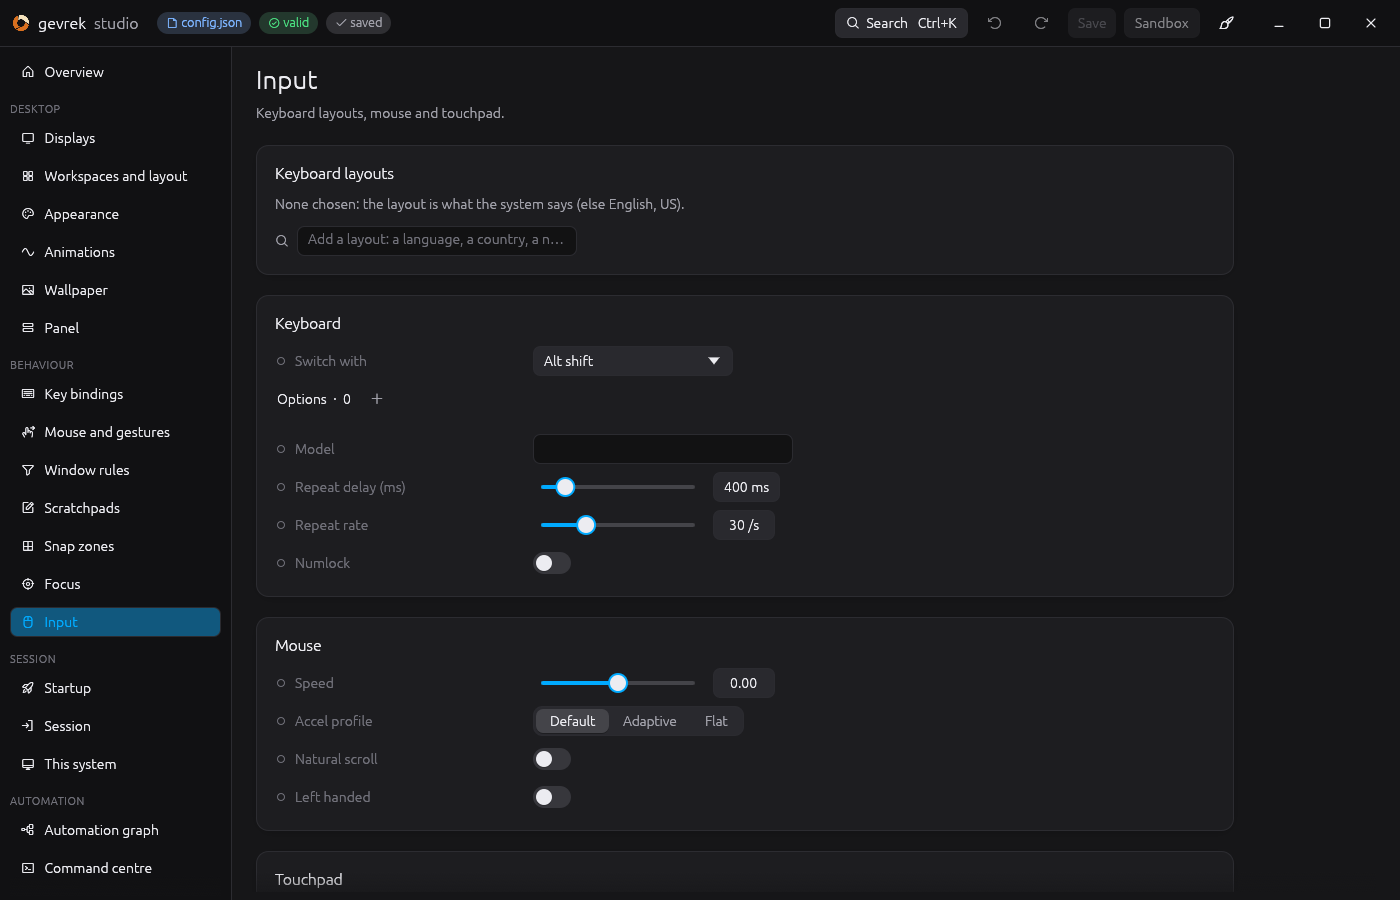 gevrek studio config.json valid saved Search Ctrl+K Save Sandbox
Overview
DESKTOP
Displays
Workspaces and layout
Appearance
Animations
Wallpaper
Panel
BEHAVIOUR
Key bindings
Mouse and gestures
Window rules
Scratchpads
Snap zones
Focus
Input
SESSION
Startup
Session
This system
AUTOMATION
Automation graph
Command centre
Input
Keyboard layouts, mouse and touchpad.
Keyboard layouts
None chosen: the layout is what the system says (else English, US).
Add a layout: a language, a country, a n…
Keyboard
Switch with Alt shift
Options · 0 +
Model
Repeat delay (ms) 400 ms
Repeat rate 30 /s
Numlock
Mouse
Speed 0.00
Accel profile Default Adaptive Flat
Natural scroll
Left handed
Touchpad